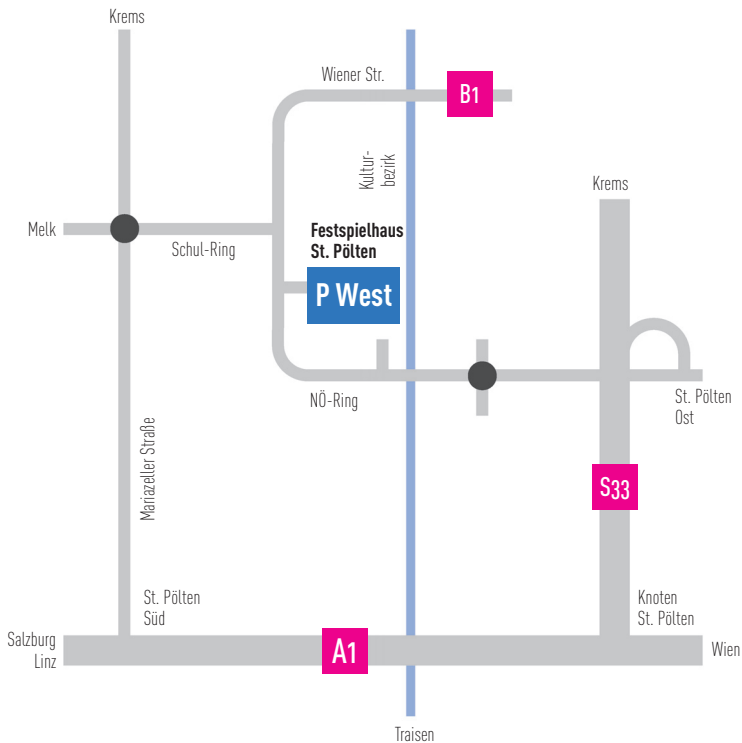 Krems
Wiener Str.
B1
Kultur-
bezirk
Krems
Melk
Schul-Ring
Festspielhaus
St. Pölten
P West
NÖ-Ring
St. Pölten
Ost
Mariazeller Straße
S33
St. Pölten
Süd
Knoten
St. Pölten
Salzburg
Linz
A1
Wien
Traisen